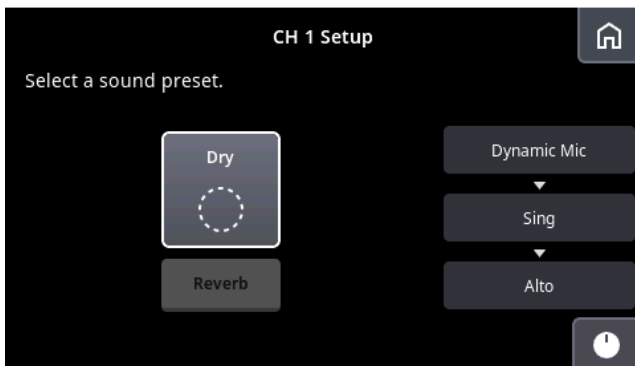 CH 1 Setup
Select a sound preset.
Dry
Reverb
Dynamic Mic
Sing
Alto